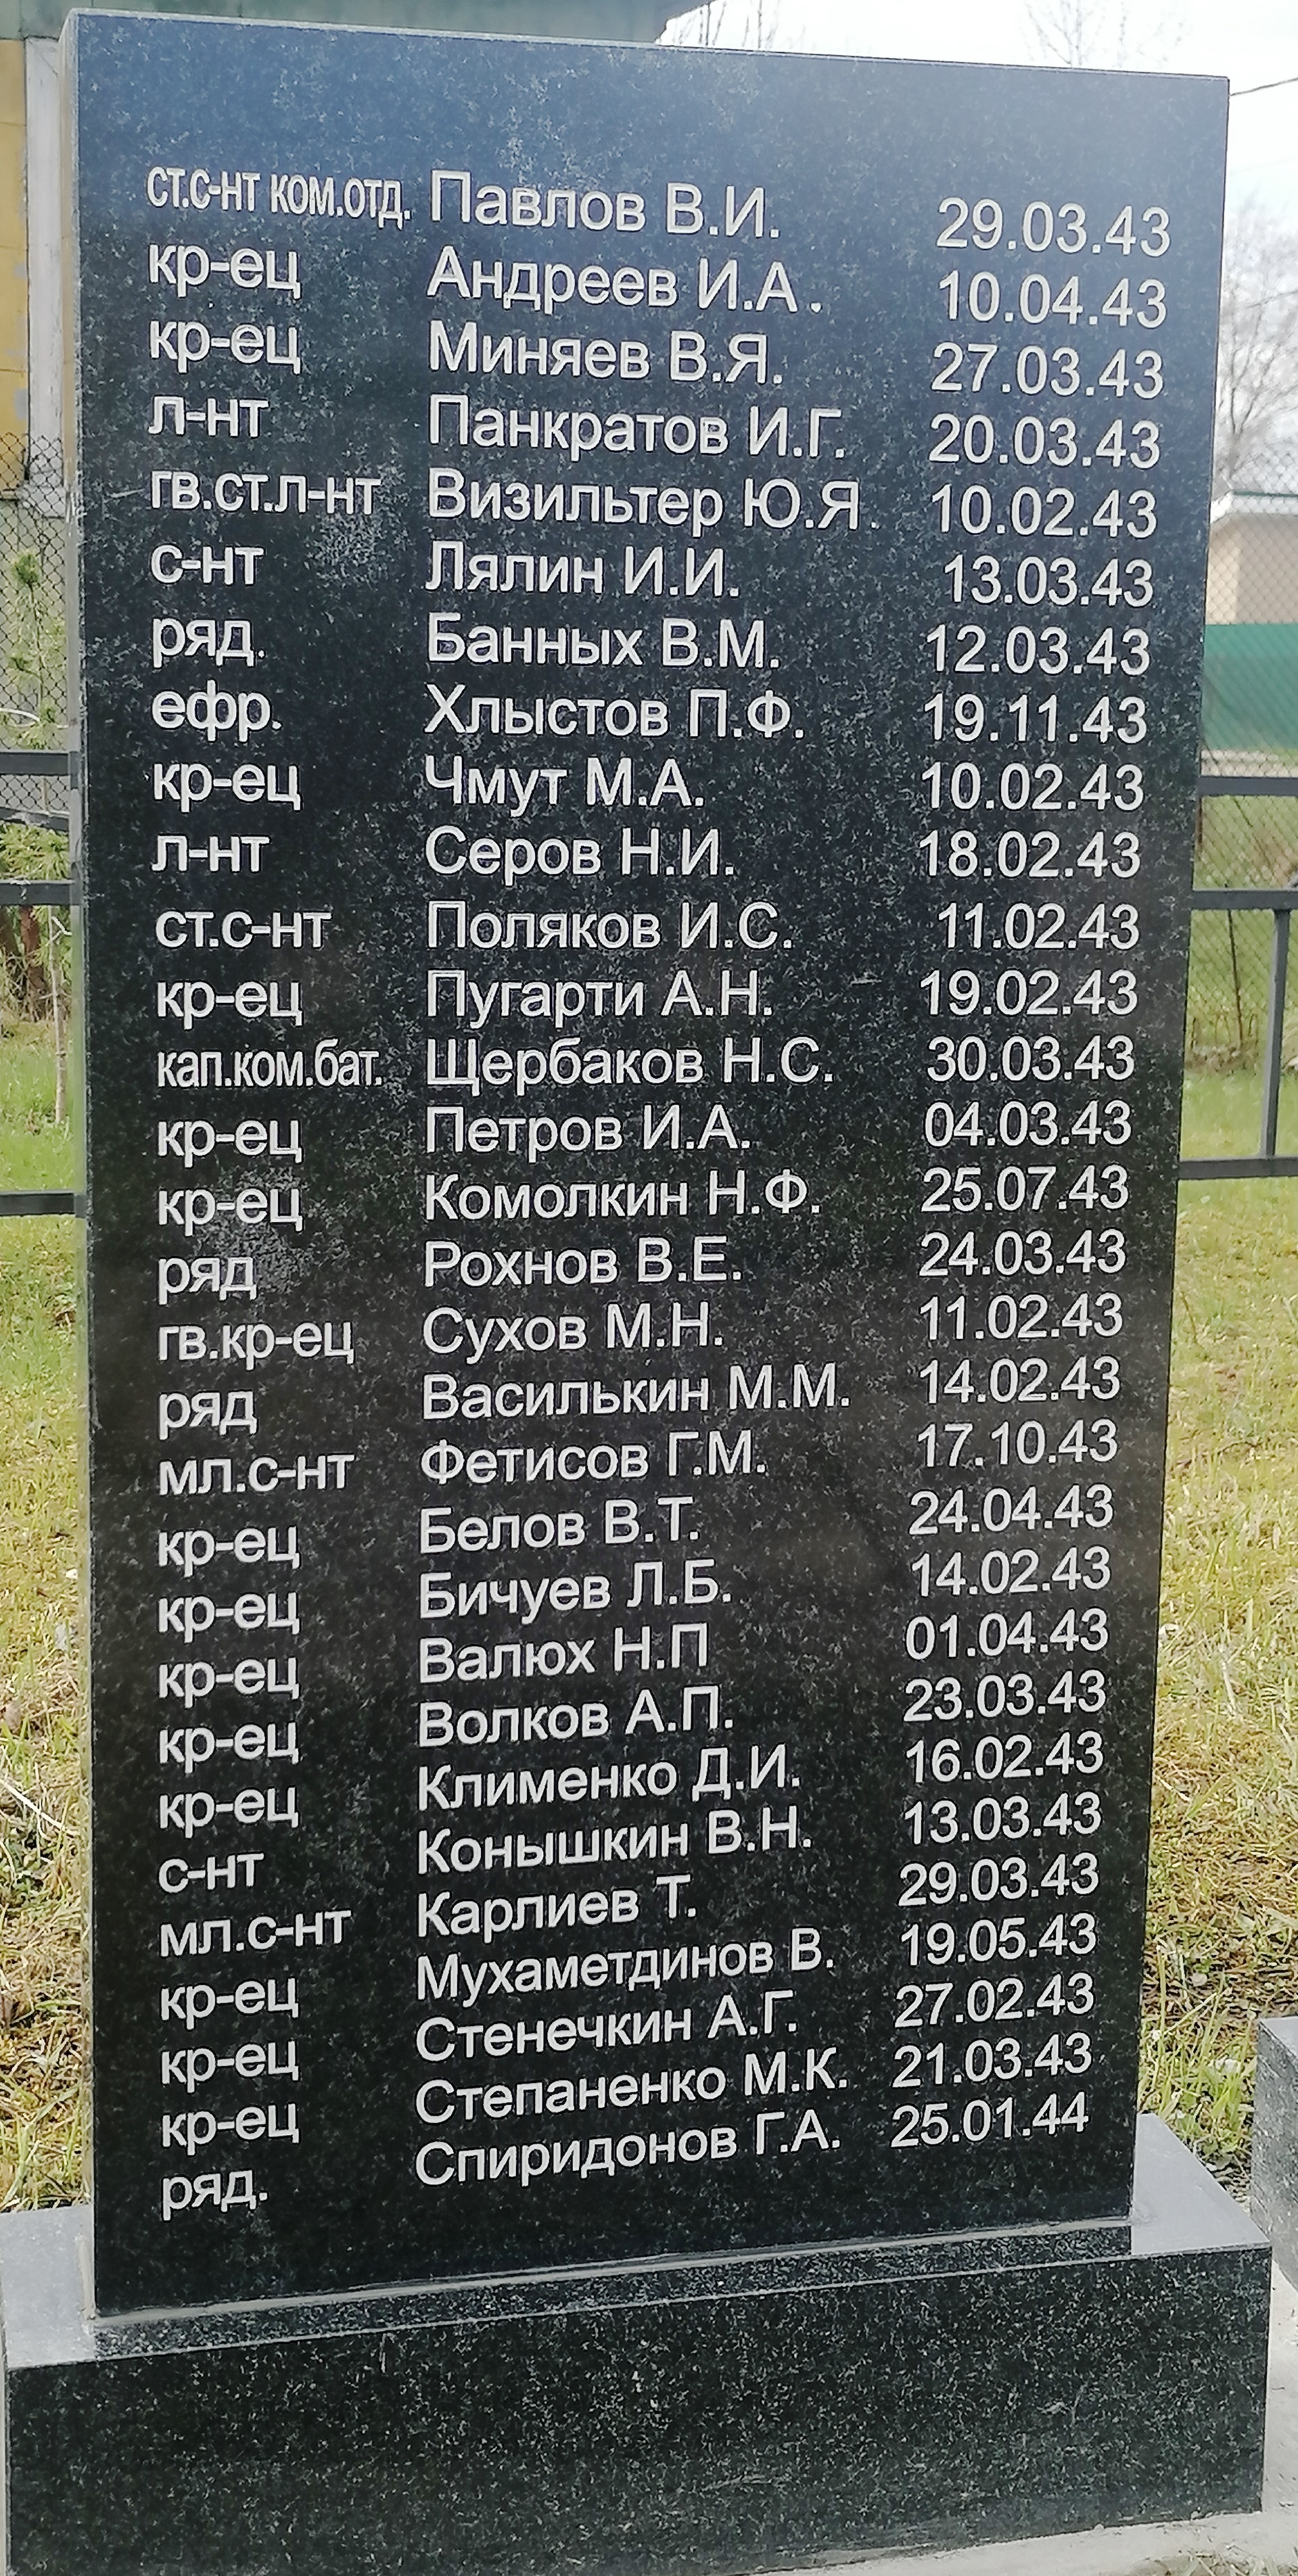 ст.с-нт ком.отд. Павлов В.И. 29.03.43
кр-ец Андреев И.А. 10.04.43
кр-ец Миняев В.Я. 27.03.43
л-нт Панкратов И.Г. 20.03.43
гв.ст.л-нт Визильтер Ю.Я. 10.02.43
с-нт Лялин И.И. 13.03.43
ряд. Банных В.М. 12.03.43
ефр. Хлыстов П.Ф. 19.11.43
кр-ец Чмут М.А. 10.02.43
л-нт Серов Н.И. 18.02.43
ст.с-нт Поляков И.С. 11.02.43
кр-ец Пугарти А.Н. 19.02.43
кап.ком.бат. Щербаков Н.С. 30.03.43
кр-ец Петров И.А. 04.03.43
кр-ец Комолкин Н.Ф. 25.07.43
ряд Рохнов В.Е. 24.03.43
гв.кр-ец Сухов М.Н. 11.02.43
ряд Василькин М.М. 14.02.43
мл.с-нт Фетисов Г.М. 17.10.43
кр-ец Белов В.Т. 24.04.43
кр-ец Бичуев Л.Б. 14.02.43
кр-ец Валюх Н.П 01.04.43
кр-ец Волков А.П. 23.03.43
кр-ец Клименко Д.И. 16.02.43
с-нт Конышкин В.Н. 13.03.43
мл.с-нт Карлиев Т. 29.03.43
кр-ец Мухаметдинов В. 19.05.43
кр-ец Стенечкин А.Г. 27.02.43
кр-ец Степаненко М.К. 21.03.43
ряд. Спиридонов Г.А. 25.01.44